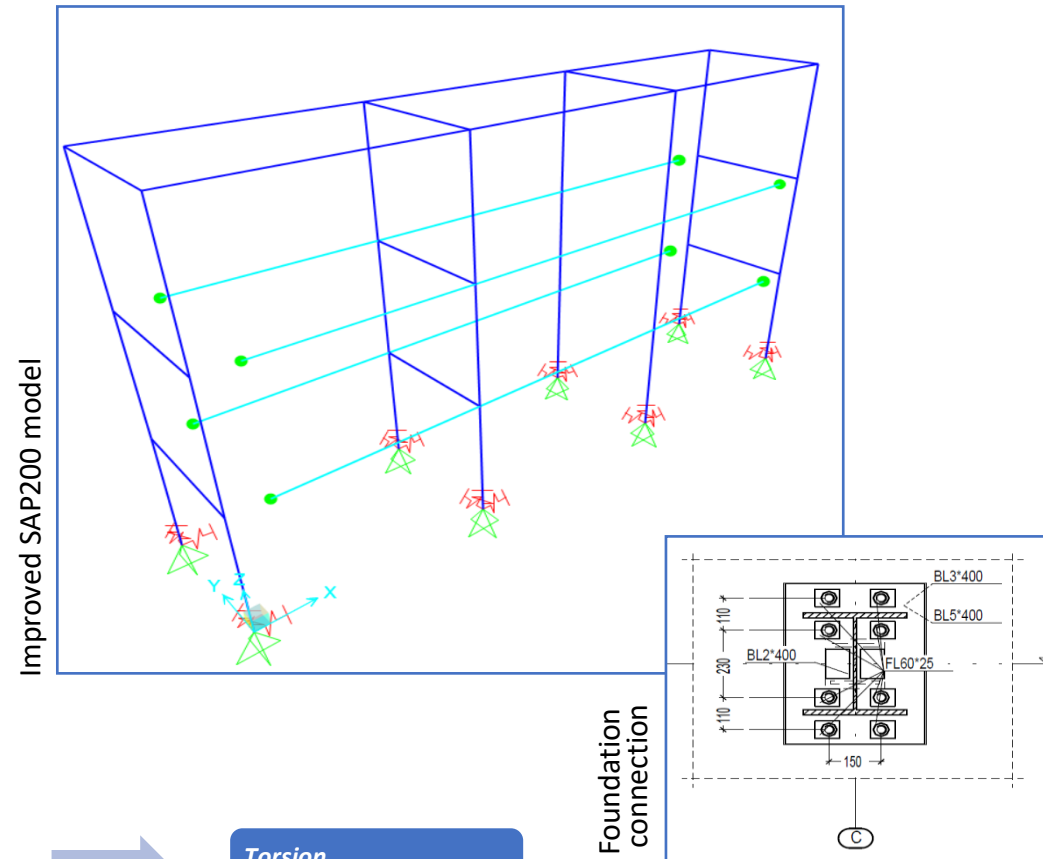 Improved SAP200 model
Y
Z
X
Foundation
connection
BL3*400
BL5*400
BL2*400
FL60*25
110
230
110
150
C
Torsion